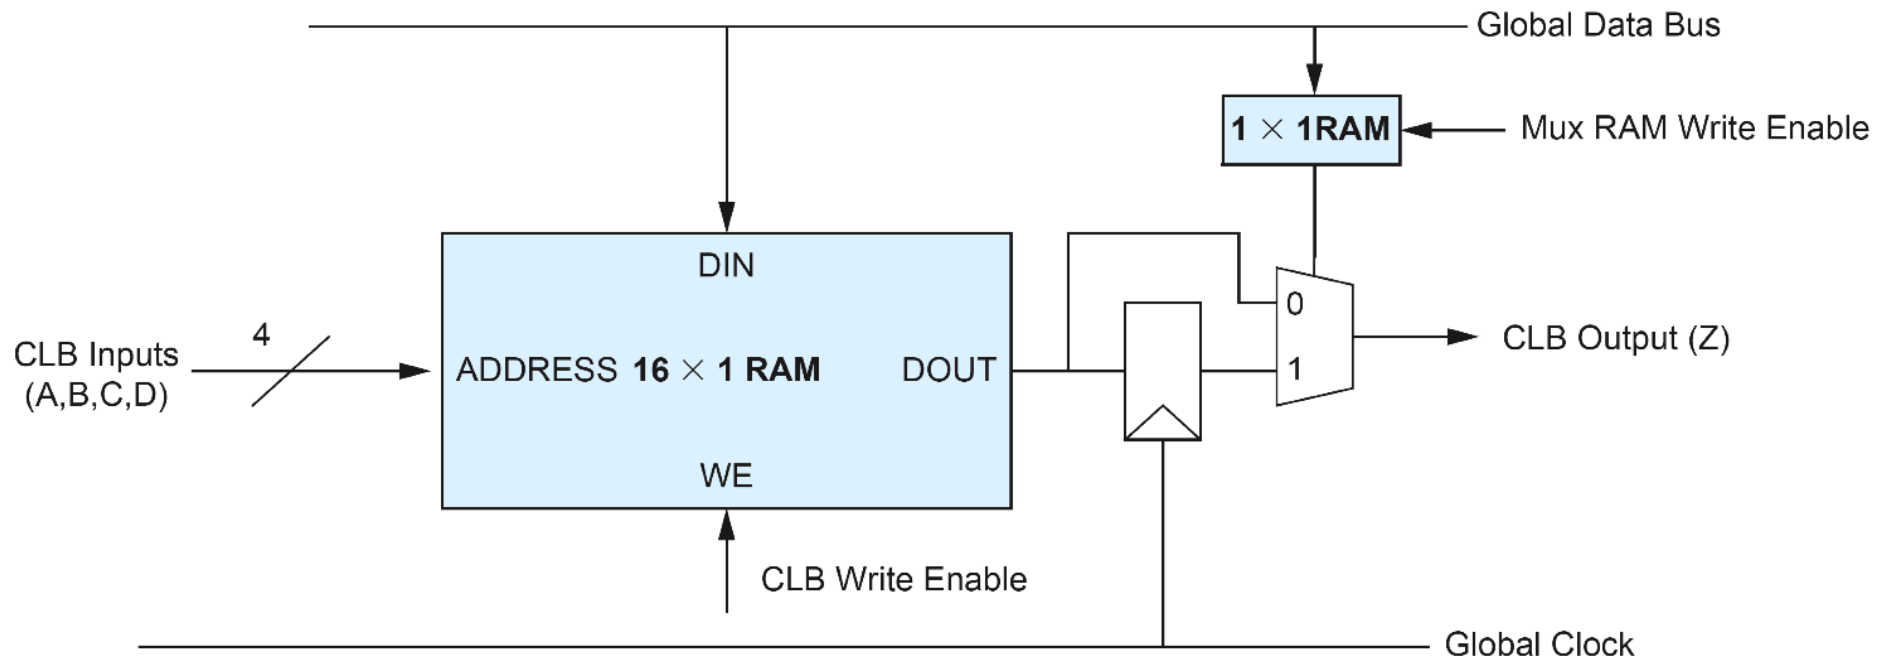 Global Data Bus
1 × 1RAM
Mux RAM Write Enable
DIN
0
4
CLB Output (Z)
CLB Inputs
(A,B,C,D)
ADDRESS 16 × 1 RAM
DOUT
1
WE
CLB Write Enable
Global Clock